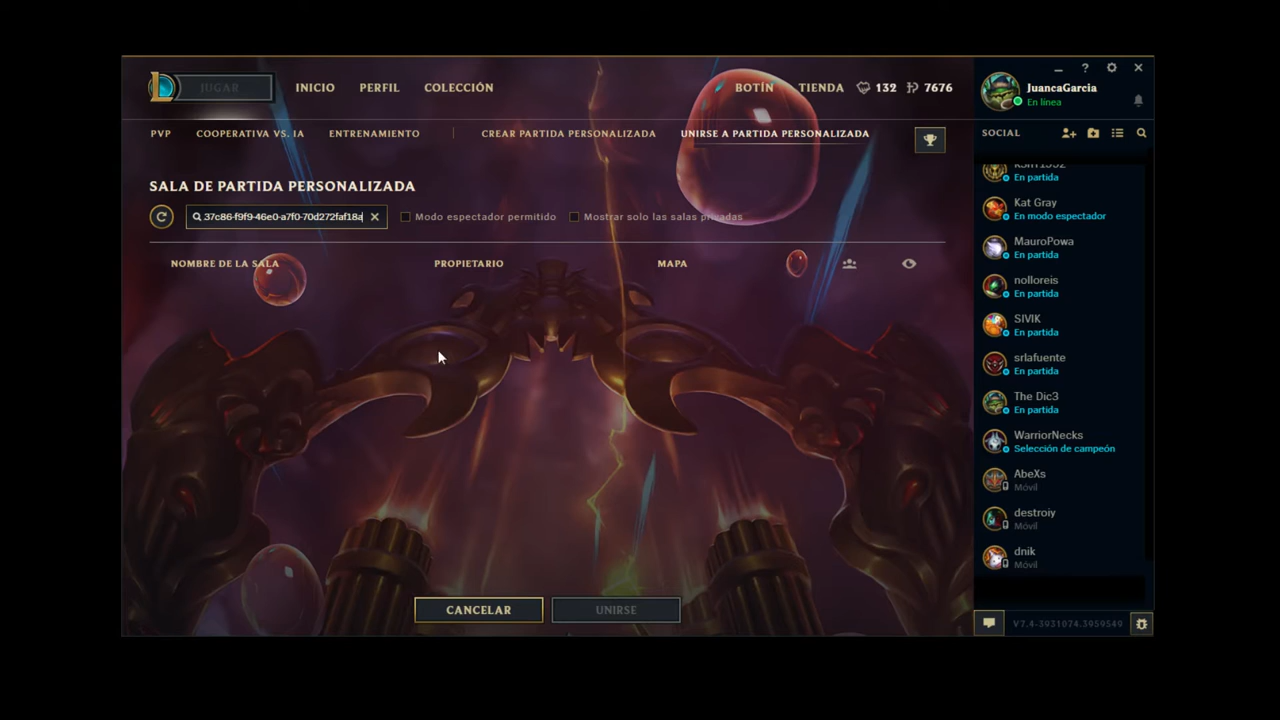 JUGAR
INICIO
PERFIL
COLECCIÓN
BOTÍN
TIENDA
132
7676
?
JuancaGarcia
En línea
PVP
COOPERATIVA VS. IA
ENTRENAMIENTO
CREAR PARTIDA PERSONALIZADA
UNIRSE A PARTIDA PERSONALIZADA
SOCIAL
SALA DE PARTIDA PERSONALIZADA
37c86-f9f9-46e0-a7f0-70d272faf18a
Modo espectador permitido
Mostrar solo las salas privadas
NOMBRE DE LA SALA
PROPIETARIO
MAPA
En partida
Kat Gray
En modo espectador
MauroPowa
En partida
nolloreis
En partida
SIVIK
En partida
srlafuente
En partida
The Dic3
En partida
WarriorNecks
Selección de campeón
AbeXs
Móvil
destroiy
Móvil
dnik
Móvil
CANCELAR
UNIRSE
V7.4-3931074.3959549